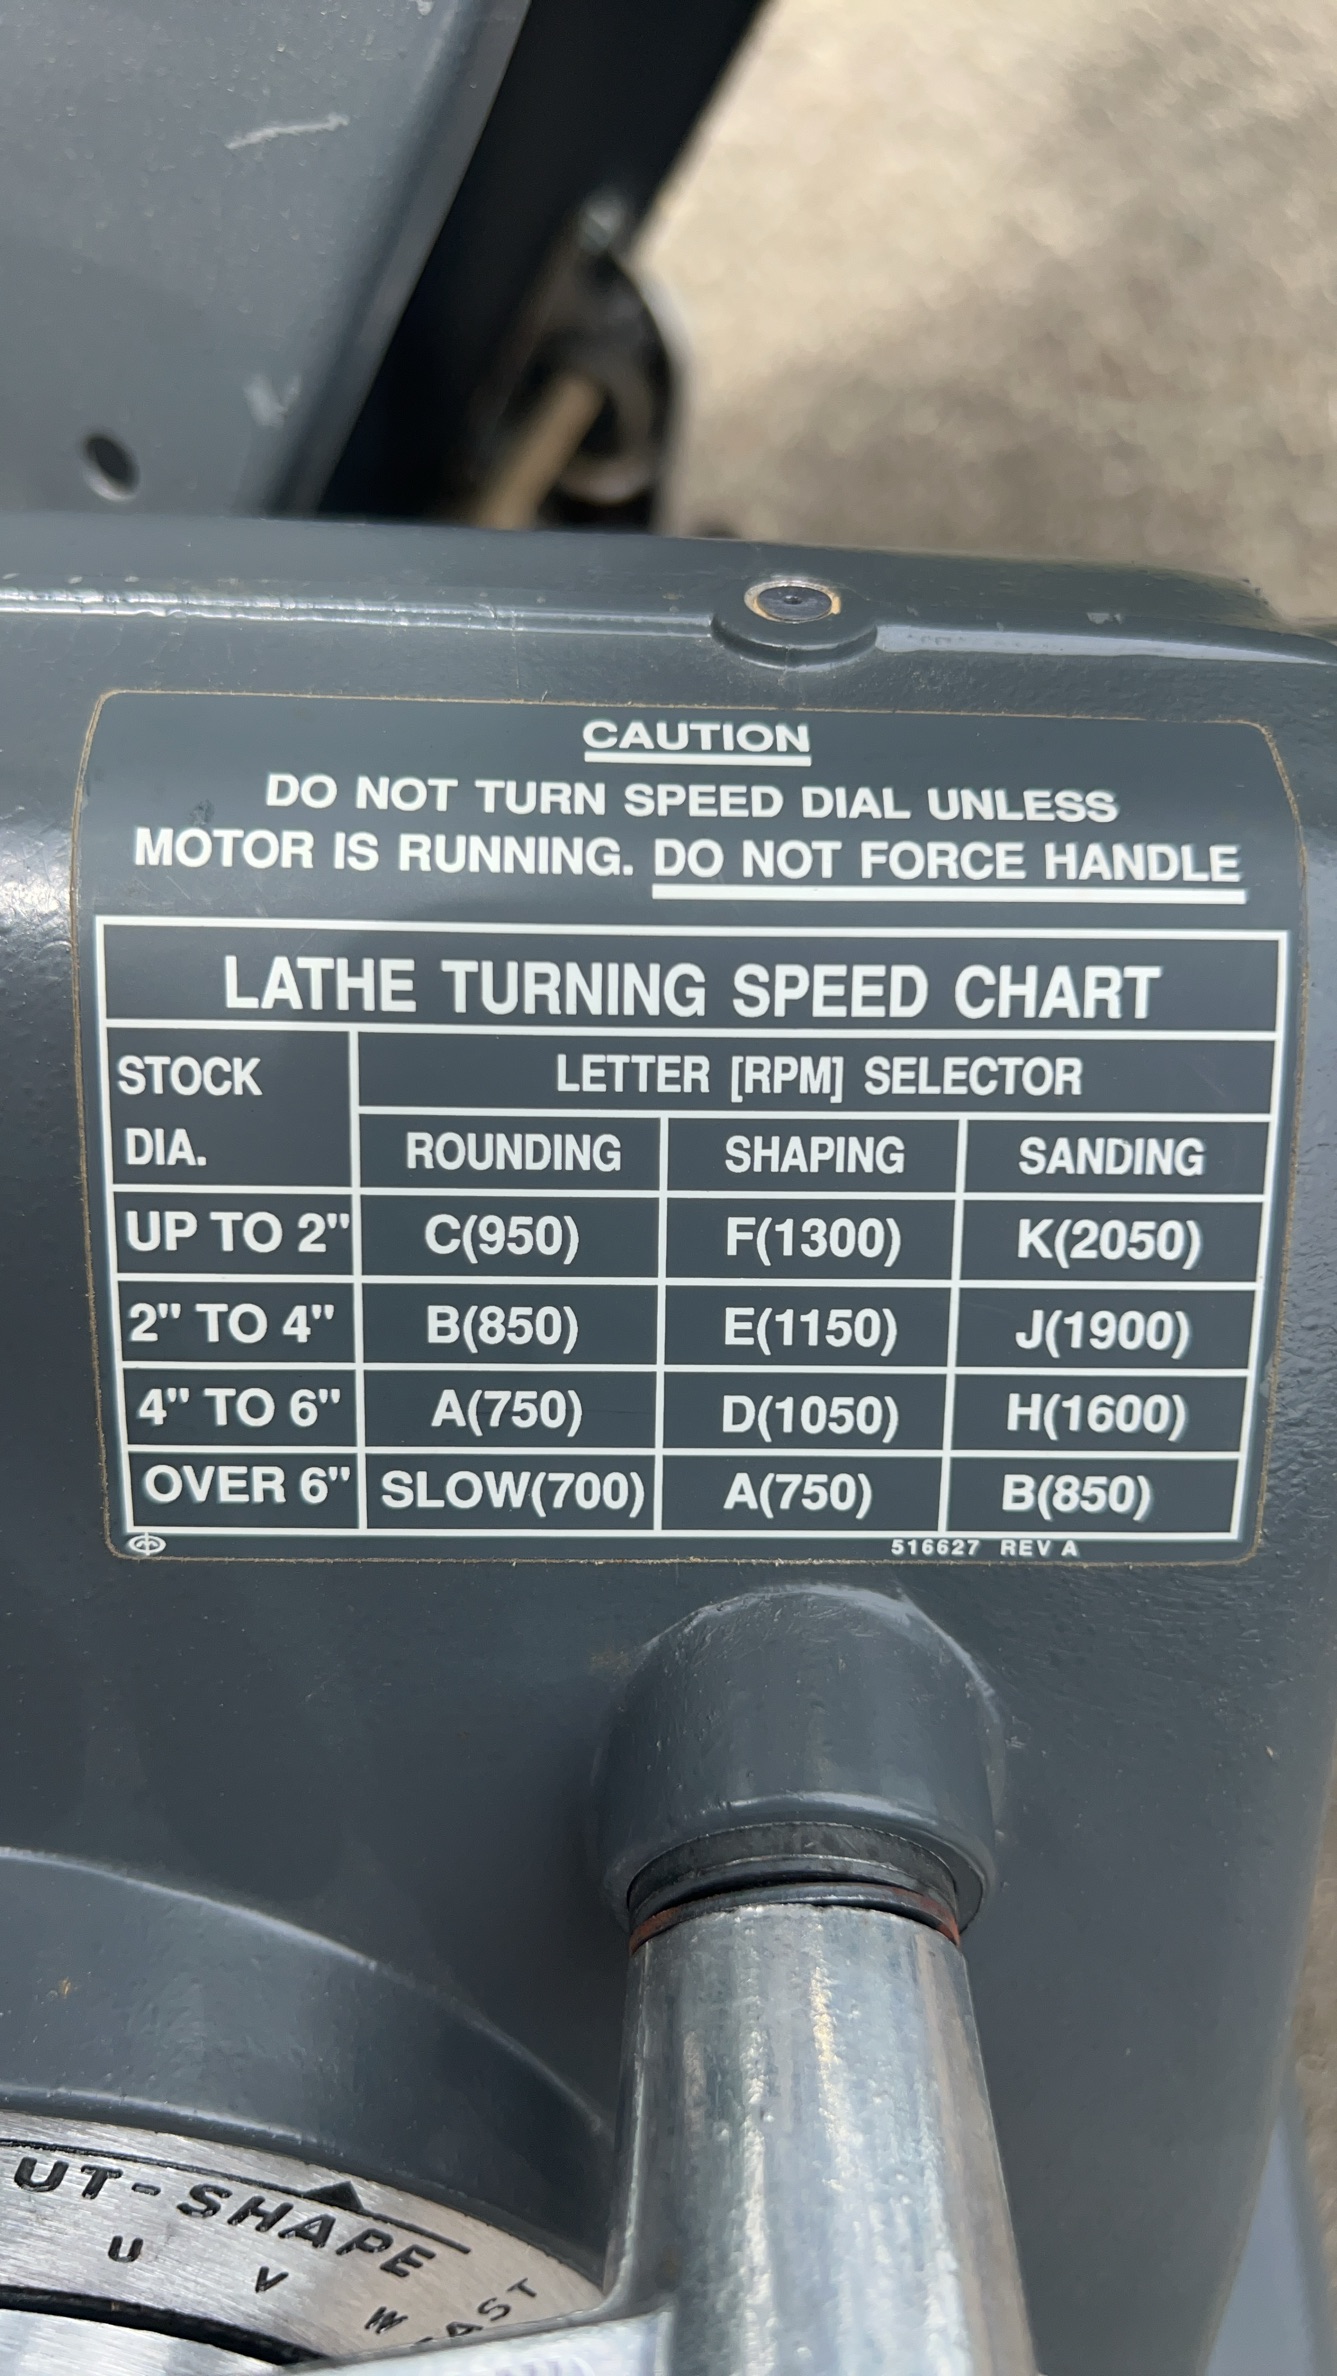 CAUTION
DO NOT TURN SPEED DIAL UNLESS
MOTOR IS RUNNING. DO NOT FORCE HANDLE
LATHE TURNING SPEED CHART
STOCK DIA. LETTER [RPM] SELECTOR
ROUNDING SHAPING SANDING
UP TO 2" C(950) F(1300) K(2050)
2" TO 4" B(850) E(1150) J(1900)
4" TO 6" A(750) D(1050) H(1600)
OVER 6" SLOW(700) A(750) B(850)
516627 REV A
UT-SHAPE
U V W AST